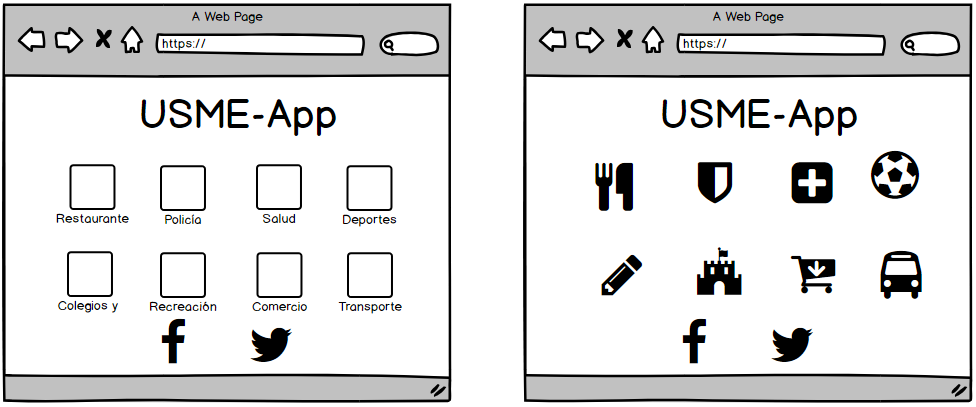 A Web Page
https://
USME-App
Restaurante
Policía
Salud
Deportes
Colegios y
Recreación
Comercio
Transporte
A Web Page
https://
USME-App